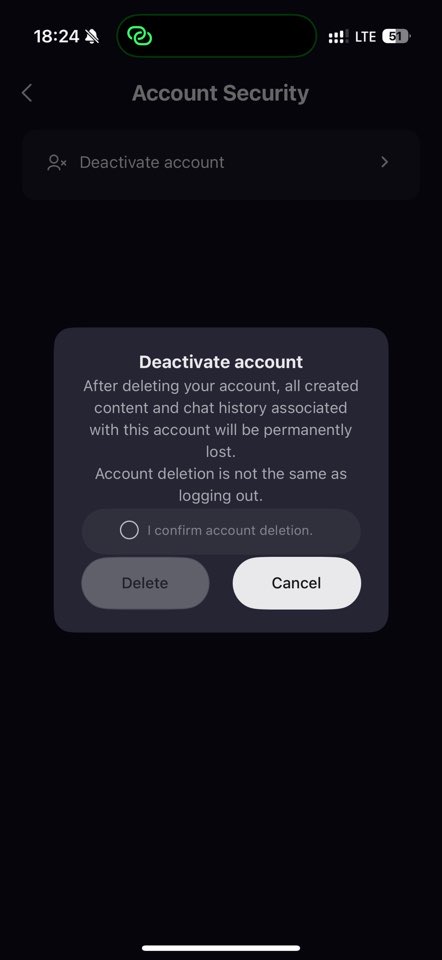 18:24
LTE
51
Account Security
Deactivate account
Deactivate account
After deleting your account, all created
content and chat history associated
with this account will be permanently
lost.
Account deletion is not the same as
logging out.
I confirm account deletion.
Delete
Cancel